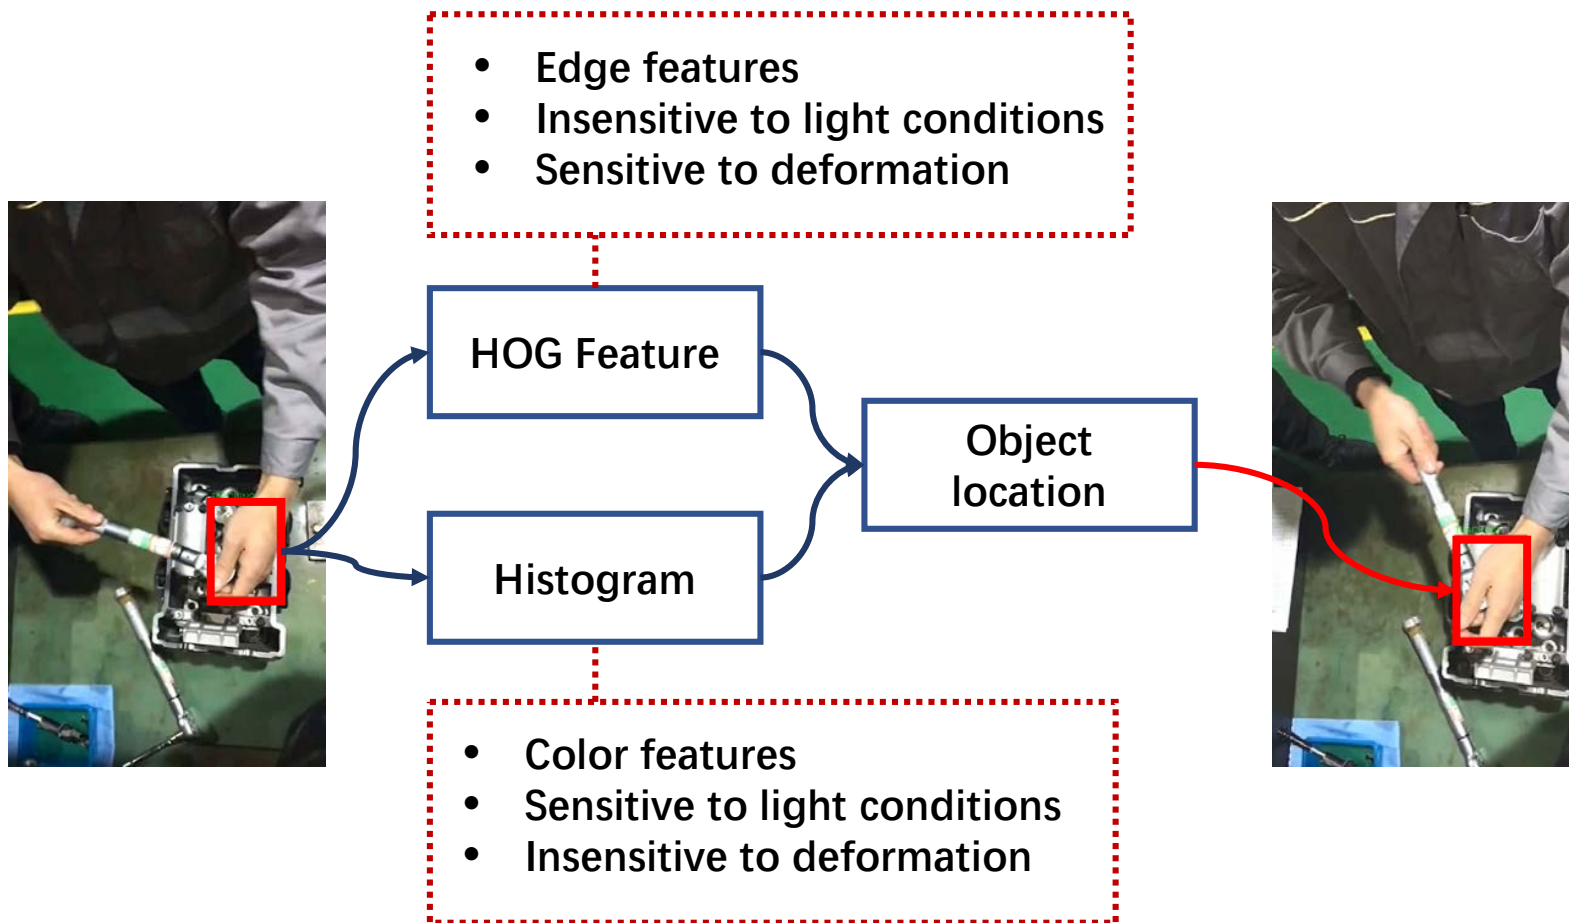 • Edge features
• Insensitive to light conditions
• Sensitive to deformation
HOG Feature
Histogram
Object
location
• Color features
• Sensitive to light conditions
• Insensitive to deformation